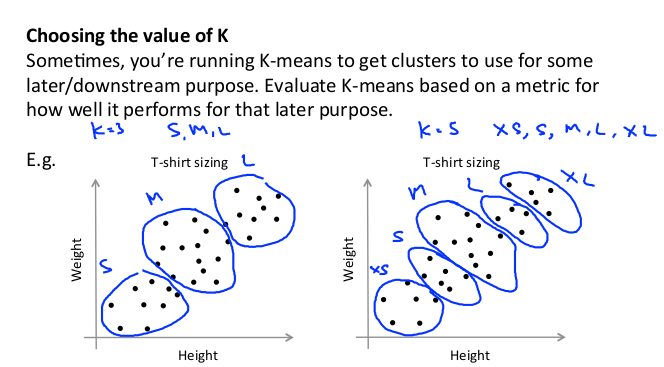 Choosing the value of K
Sometimes, you're running K-means to get clusters to use for some
later/downstream purpose. Evaluate K-means based on a metric for
how well it performs for that later purpose.
K=3 S,M,L
K=5 XS, S, M, L, XL
E.g.
T-shirt sizing
L
M
S
Weight
Height
T-shirt sizing
XL
L
M
S
XS
Weight
Height